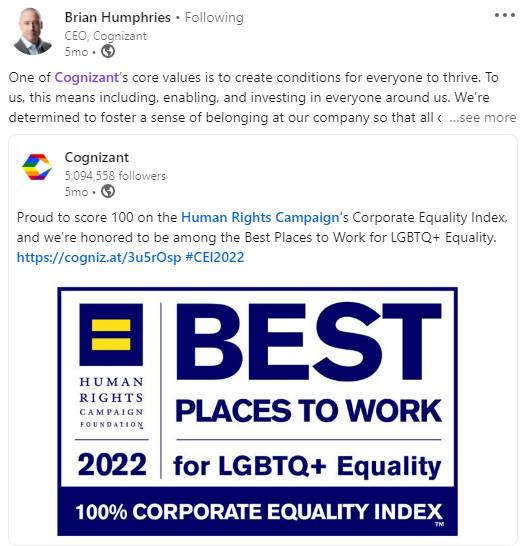 Brian Humphries • Following
CEO, Cognizant
5mo •
One of Cognizant's core values is to create conditions for everyone to thrive. To
us, this means including, enabling, and investing in everyone around us. We're
determined to foster a sense of belonging at our company so that all ...see more
Cognizant
5,094,558 followers
5mo •
Proud to score 100 on the Human Rights Campaign's Corporate Equality Index,
and we're honored to be among the Best Places to Work for LGBTQ+ Equality.
https://cogniz.at/3u5rOsp #CEI2022
HUMAN
RIGHTS
CAMPAIGN
FOUNDATION
BEST
PLACES TO WORK
2022 for LGBTQ+ Equality
100% CORPORATE EQUALITY INDEX™